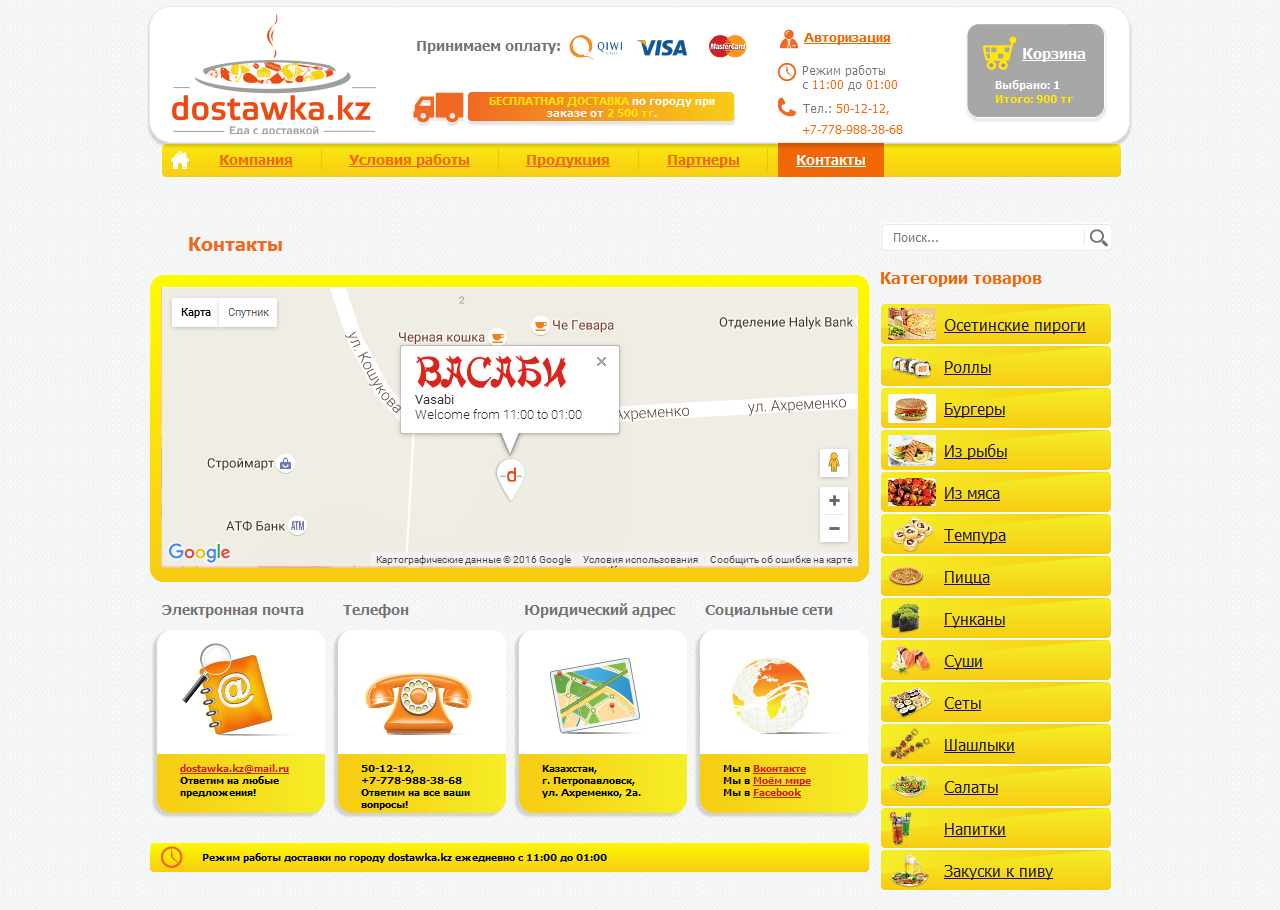 dostawka.kz
Еда с доставкой
Принимаем оплату: QIWI VISA MasterCard
БЕСПЛАТНАЯ ДОСТАВКА по городу при
заказе от 2 500 тг.
Авторизация
Режим работы
с 11:00 до 01:00
Тел.: 50-12-12,
+7-778-988-38-68
Корзина
Выбрано: 1
Итого: 900 тг
Компания Условия работы Продукция Партнеры Контакты
Контакты
Поиск...
Карта Спутник
2
ул. Кошукова
Черная кошка
Че Гевара
Отделение Halyk Bank
ВАСАБИ
Vasabi
Welcome from 11:00 to 01:00
Ахременко
ул. Ахременко
Строймарт
d
АТФ Банк ATM
Google
Картографические данные © 2016 Google Условия использования Сообщить об ошибке на карте
Электронная почта
dostawka.kz@mail.ru
Ответим на любые
предложения!
Телефон
50-12-12,
+7-778-988-38-68
Ответим на все ваши
вопросы!
Юридический адрес
Казахстан,
г. Петропавловск,
ул. Ахременко, 2а.
Социальные сети
Мы в Вконтакте
Мы в Моём мире
Мы в Facebook
Режим работы доставки по городу dostawka.kz ежедневно с 11:00 до 01:00
Категории товаров
Осетинские пироги
Роллы
Бургеры
Из рыбы
Из мяса
Темпура
Пицца
Гунканы
Суши
Сеты
Шашлыки
Салаты
Напитки
Закуски к пиву